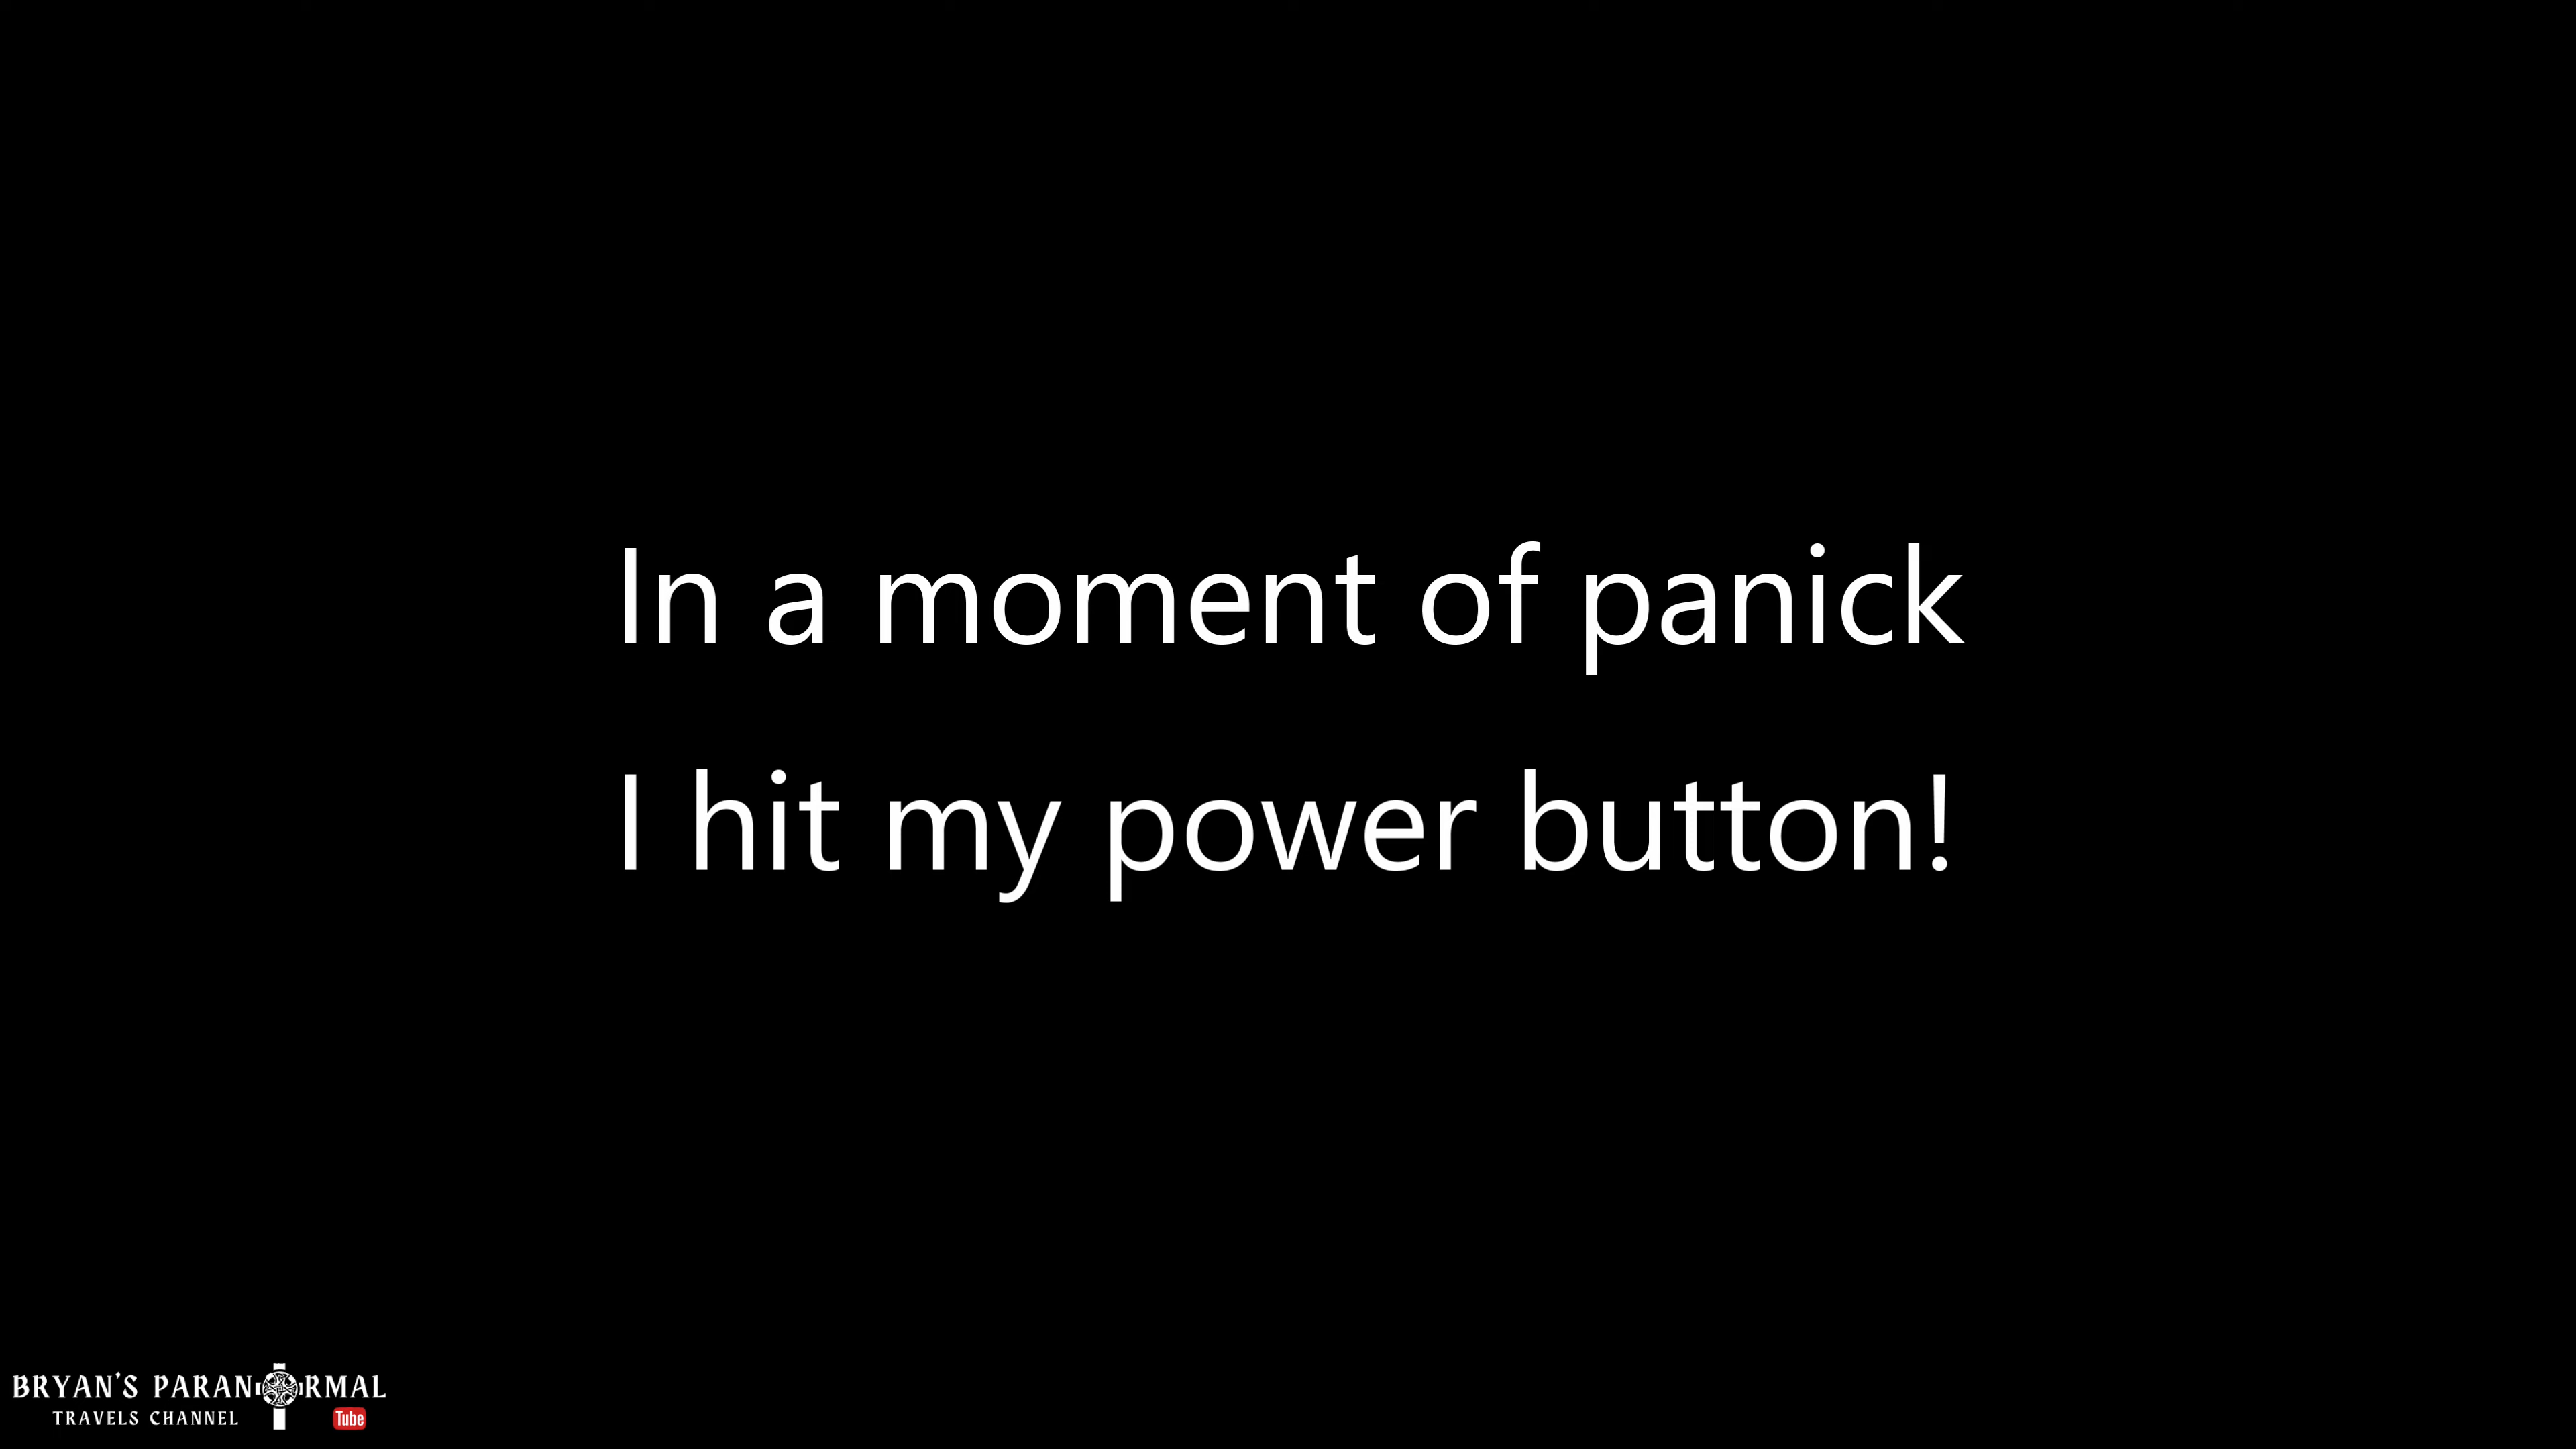 In a moment of panick
I hit my power button!
BRYAN'S PARANORMAL
TRAVELS CHANNEL
Tube